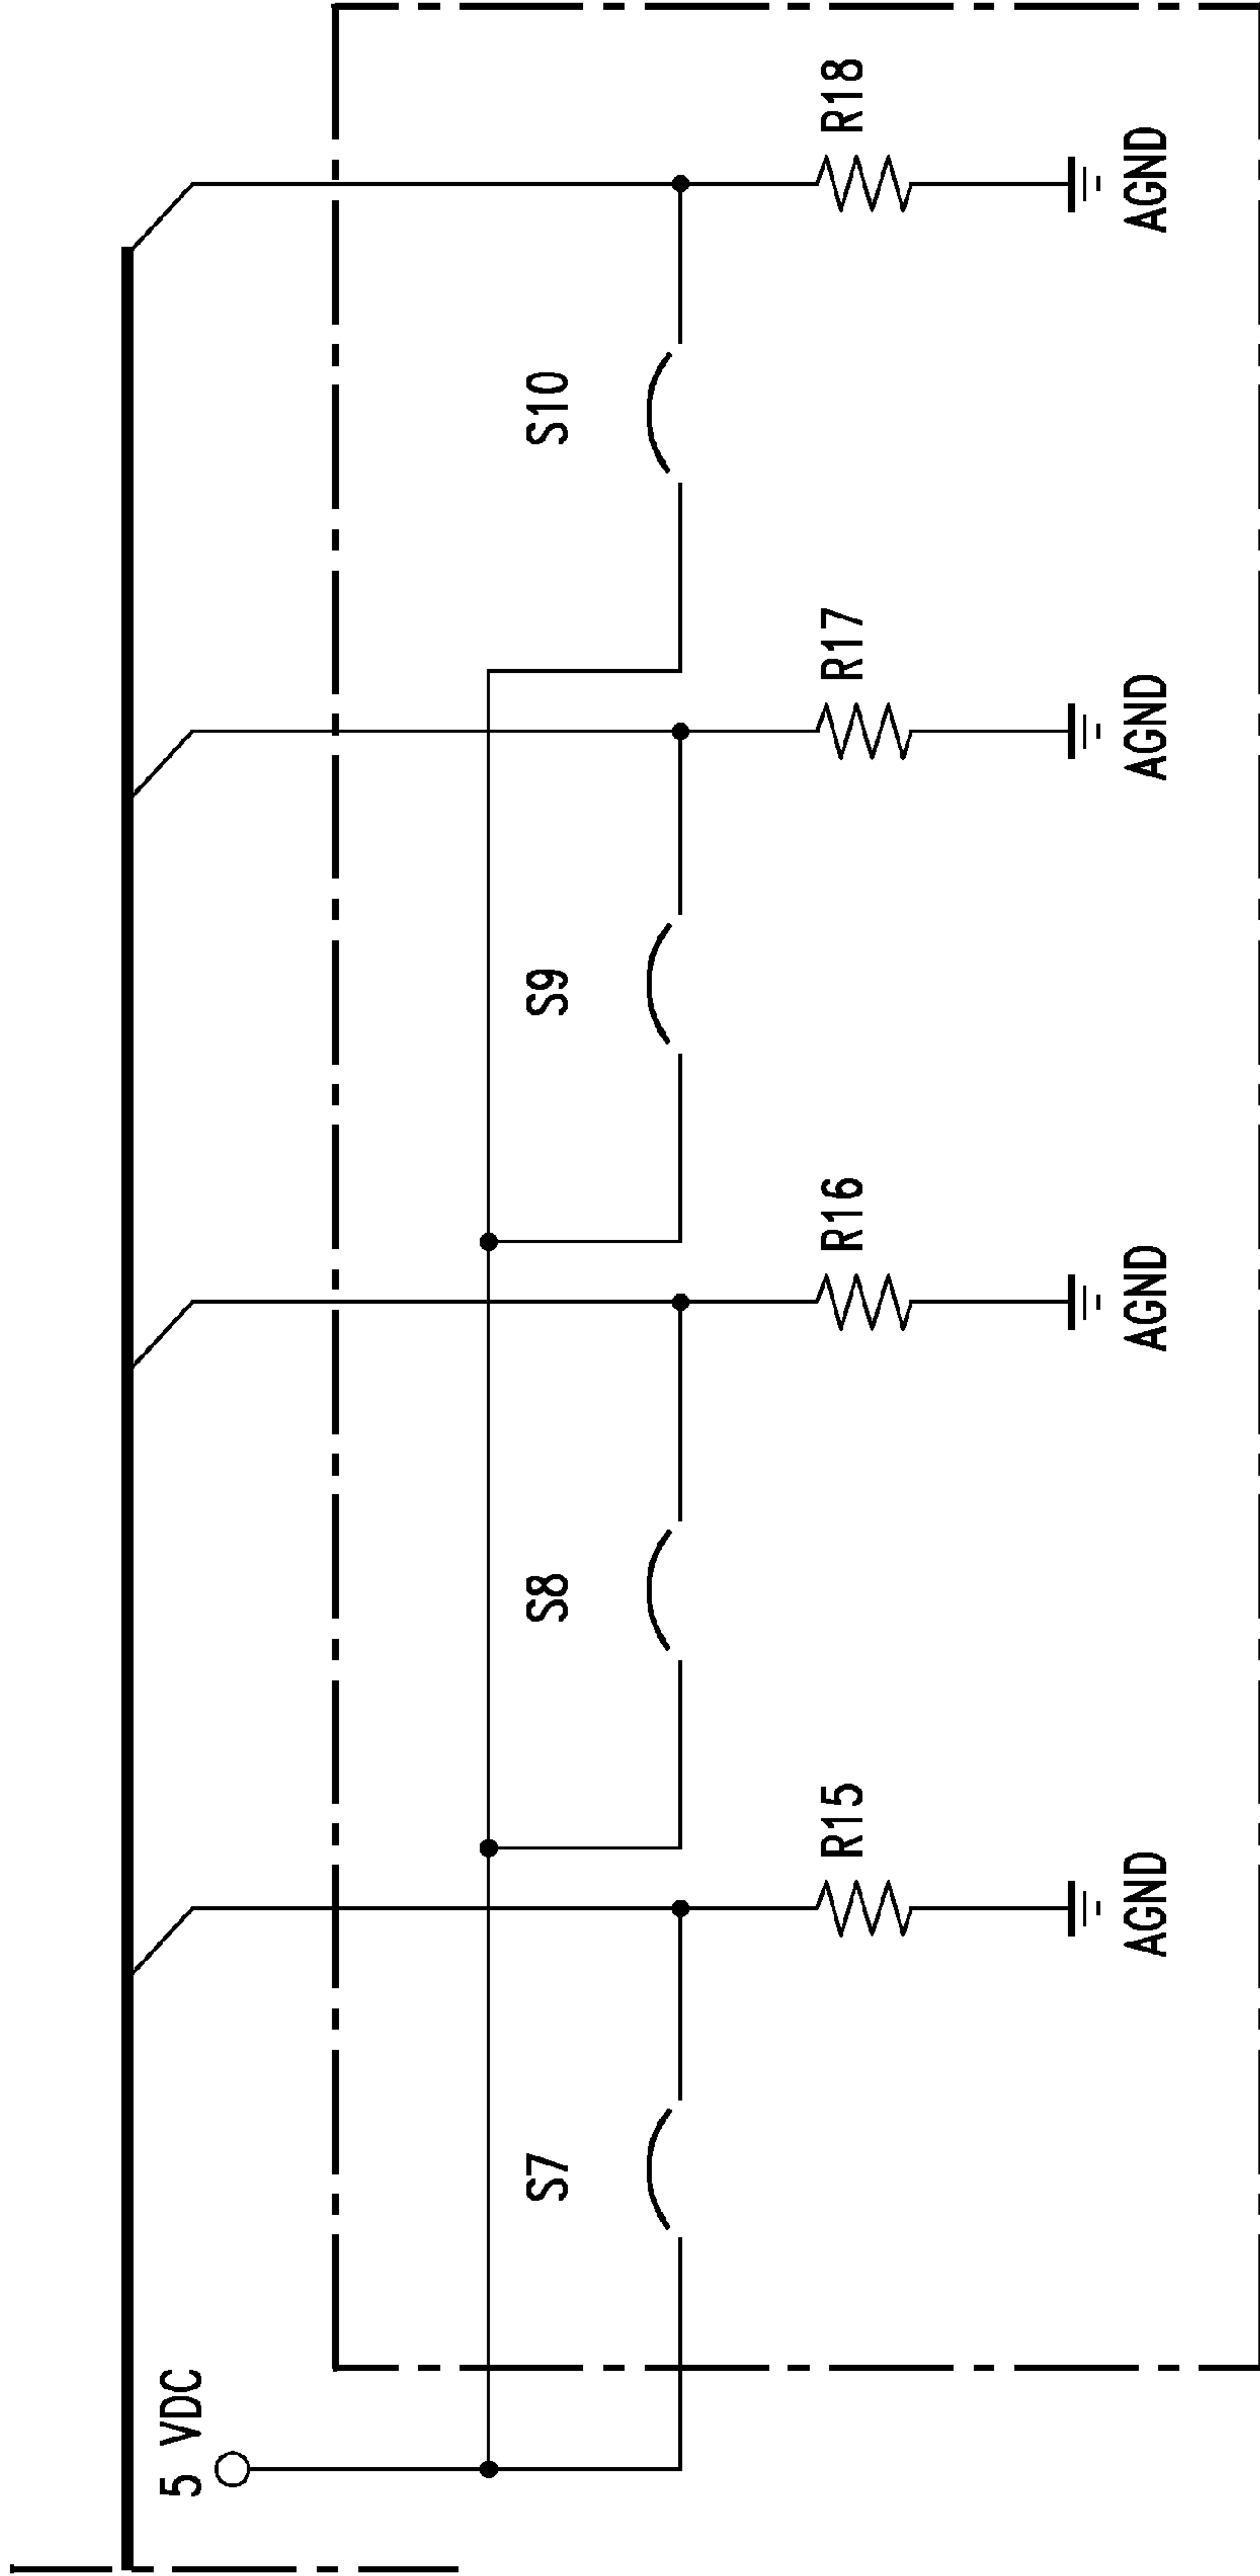 5 VDC
S7
S8
S9
S10
R15
R16
R17
R18
AGND
AGND
AGND
AGND